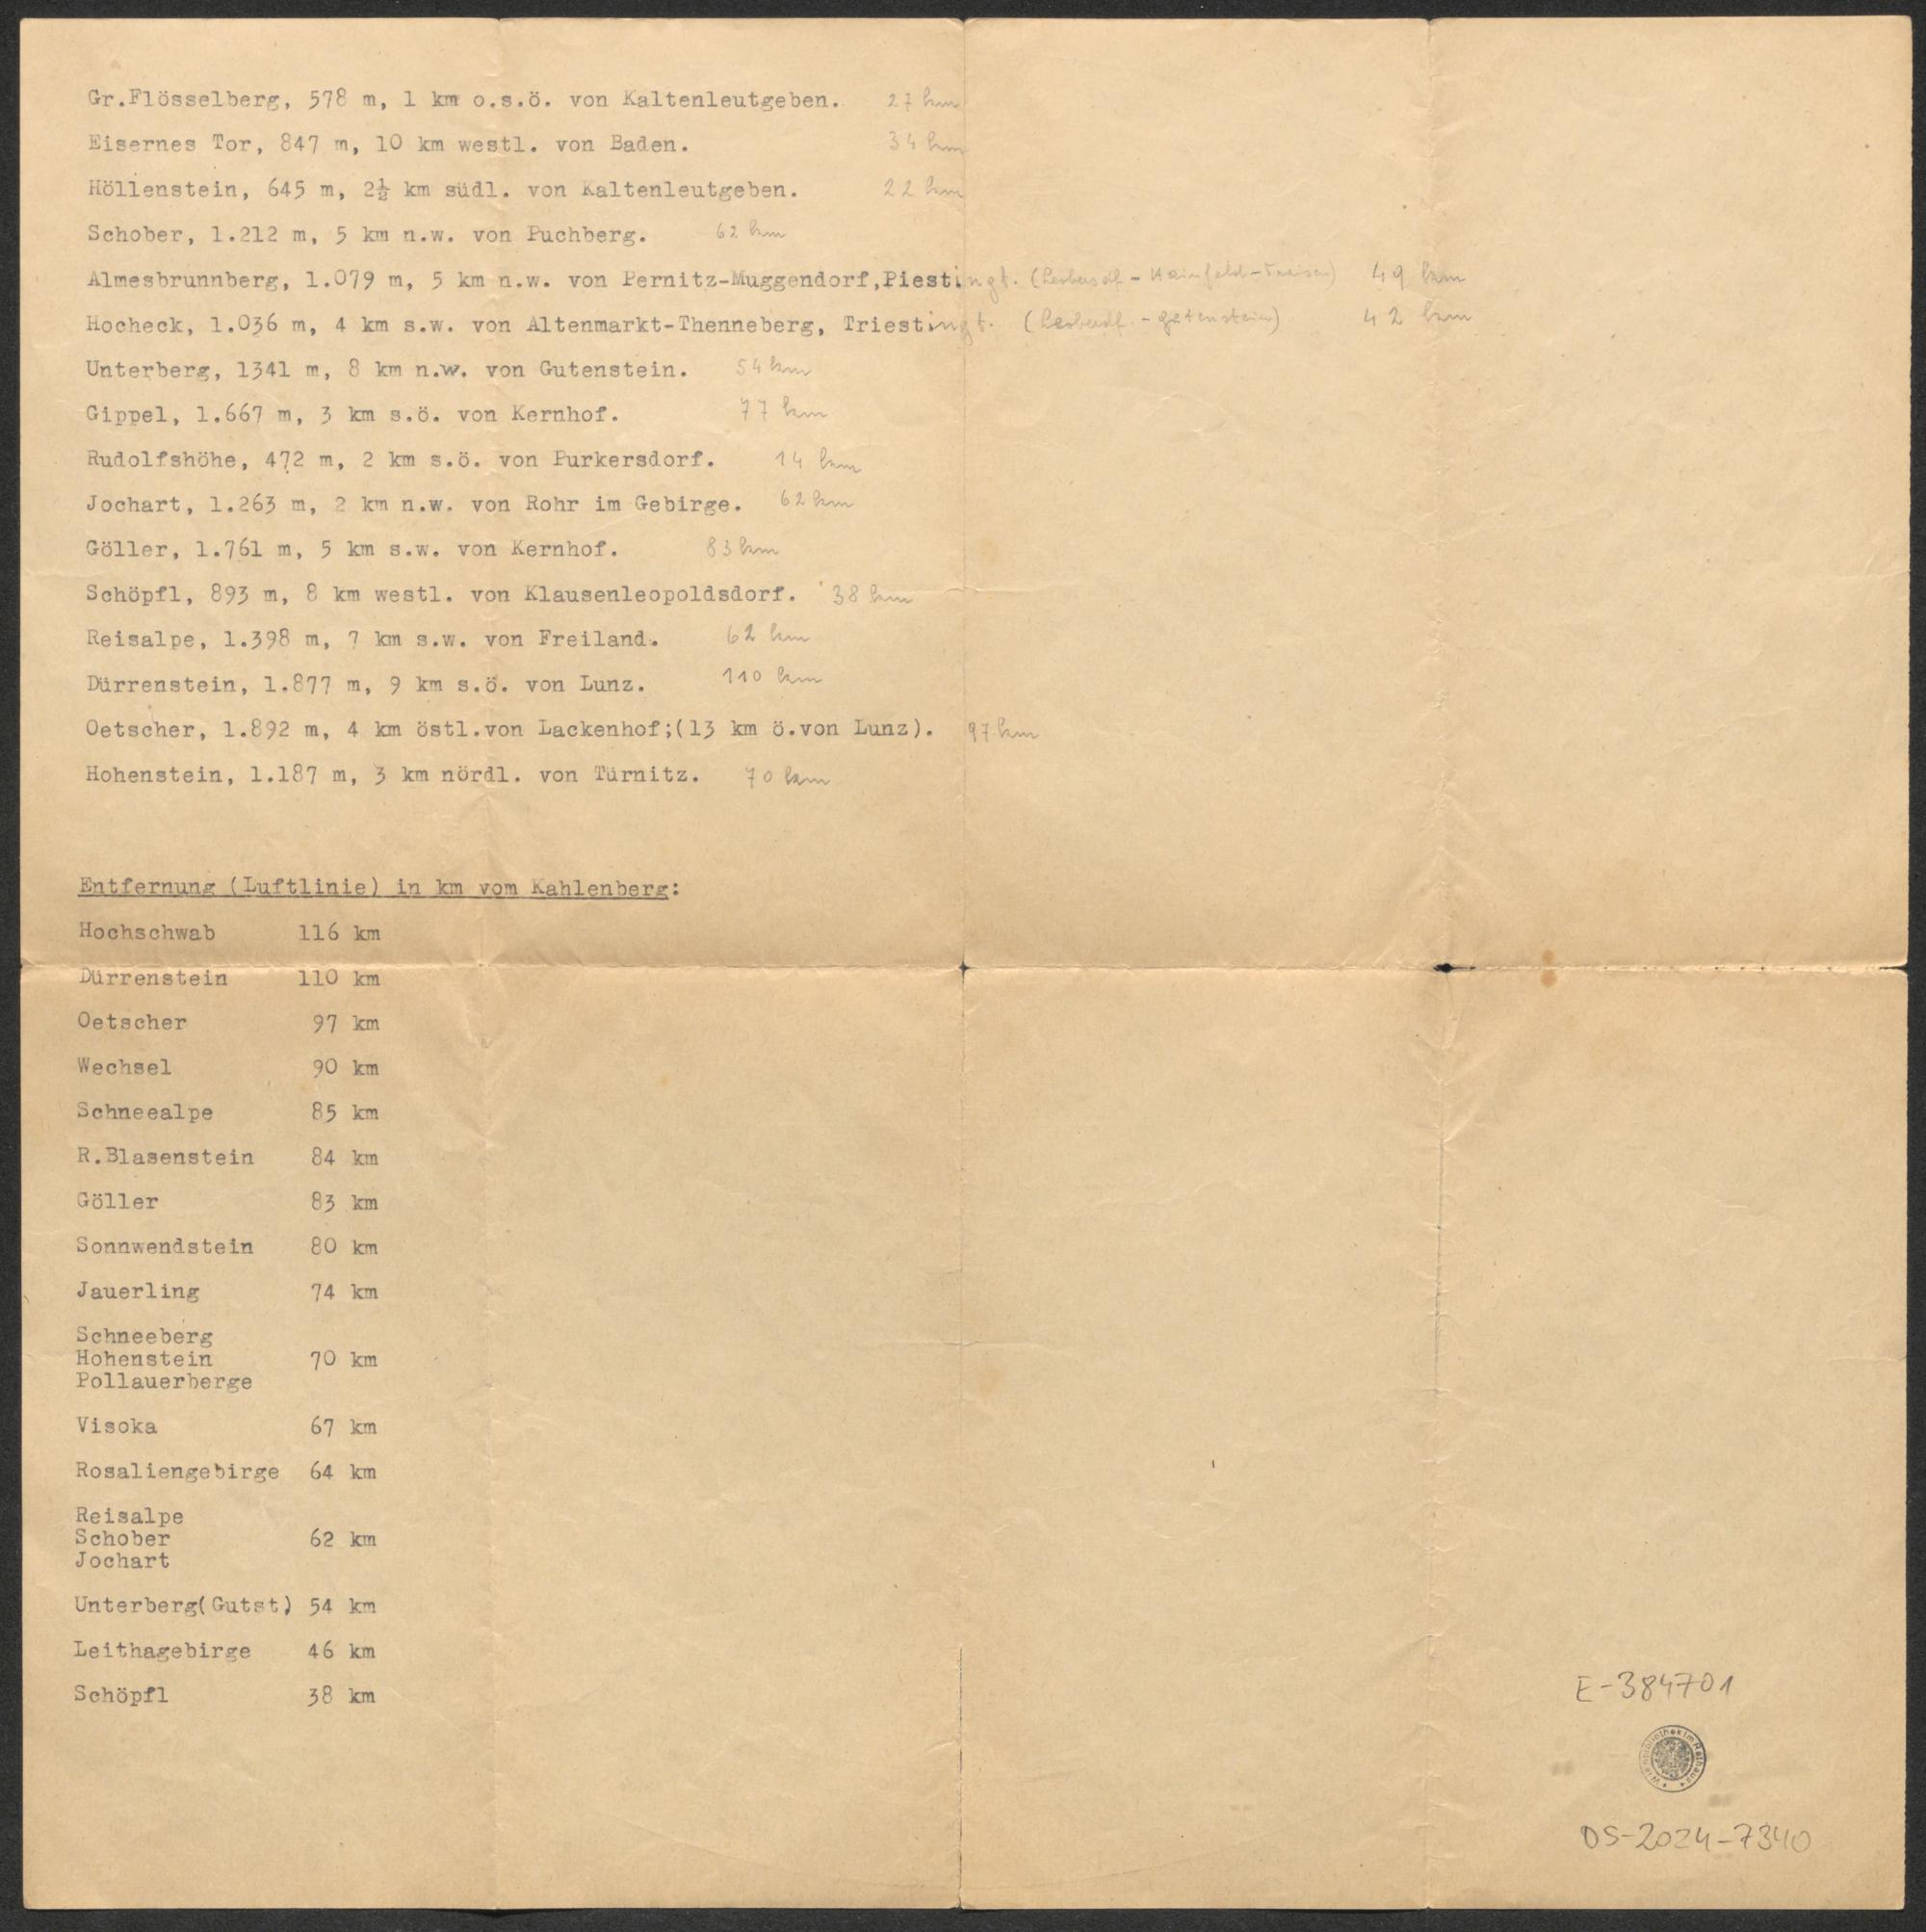 Gr.Flösselberg, 578 m, 1 km o.s.ö. von Kaltenleutgeben. 27 km
Eisernes Tor, 847 m, 10 km westl. von Baden. 34 km
Höllenstein, 645 m, 2½ km südl. von Kaltenleutgeben. 22 km
Schober, 1.212 m, 5 km n.w. von Puchberg. 62 km
Almesbrunnberg, 1.079 m, 5 km n.w. von Pernitz-Muggendorf,Piestingt. 49 km
Hocheck, 1.036 m, 4 km s.w. von Altenmarkt-Thenneberg, Triestingt. 42 km
Unterberg, 1341 m, 8 km n.w. von Gutenstein. 54 km
Gippel, 1.667 m, 3 km s.ö. von Kernhof. 77 km
Rudolfshöhe, 472 m, 2 km s.ö. von Purkersdorf. 14 km
Jochart, 1.263 m, 2 km n.w. von Rohr im Gebirge. 62 km
Göller, 1.761 m, 5 km s.w. von Kernhof. 83 km
Schöpfl, 893 m, 8 km westl. von Klausenleopoldsdorf. 38 km
Reisalpe, 1.398 m, 7 km s.w. von Freiland. 62 km
Dürrenstein, 1.877 m, 9 km s.ö. von Lunz. 110 km
Oetscher, 1.892 m, 4 km östl.von Lackenhof;(13 km ö.von Lunz). 97 km
Hohenstein, 1.187 m, 3 km nördl. von Türnitz. 70 km
Entfernung (Luftlinie) in km vom Kahlenberg:
Hochschwab 116 km
Dürrenstein 110 km
Oetscher 97 km
Wechsel 90 km
Schneealpe 85 km
R.Blasenstein 84 km
Göller 83 km
Sonnwendstein 80 km
Jauerling 74 km
Schneeberg
Hohenstein 70 km
Pollauerberge
Visoka 67 km
Rosaliengebirge 64 km
Reisalpe
Schober 62 km
Jochart
Unterberg(Gutst) 54 km
Leithagebirge 46 km
Schöpfl 38 km
E-384701
Wienbibliothek im Rathaus
DS-2024-7340